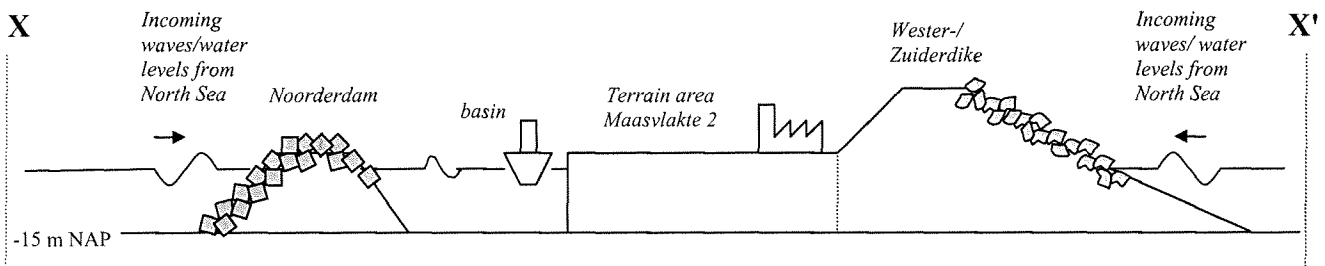 X
Incoming
waves/water
levels from
North Sea
Noorderdam
basin
Terrain area
Maasvlakte 2
Wester-/
Zuiderdike
Incoming
waves/ water
levels from
North Sea
X'
-15 m NAP